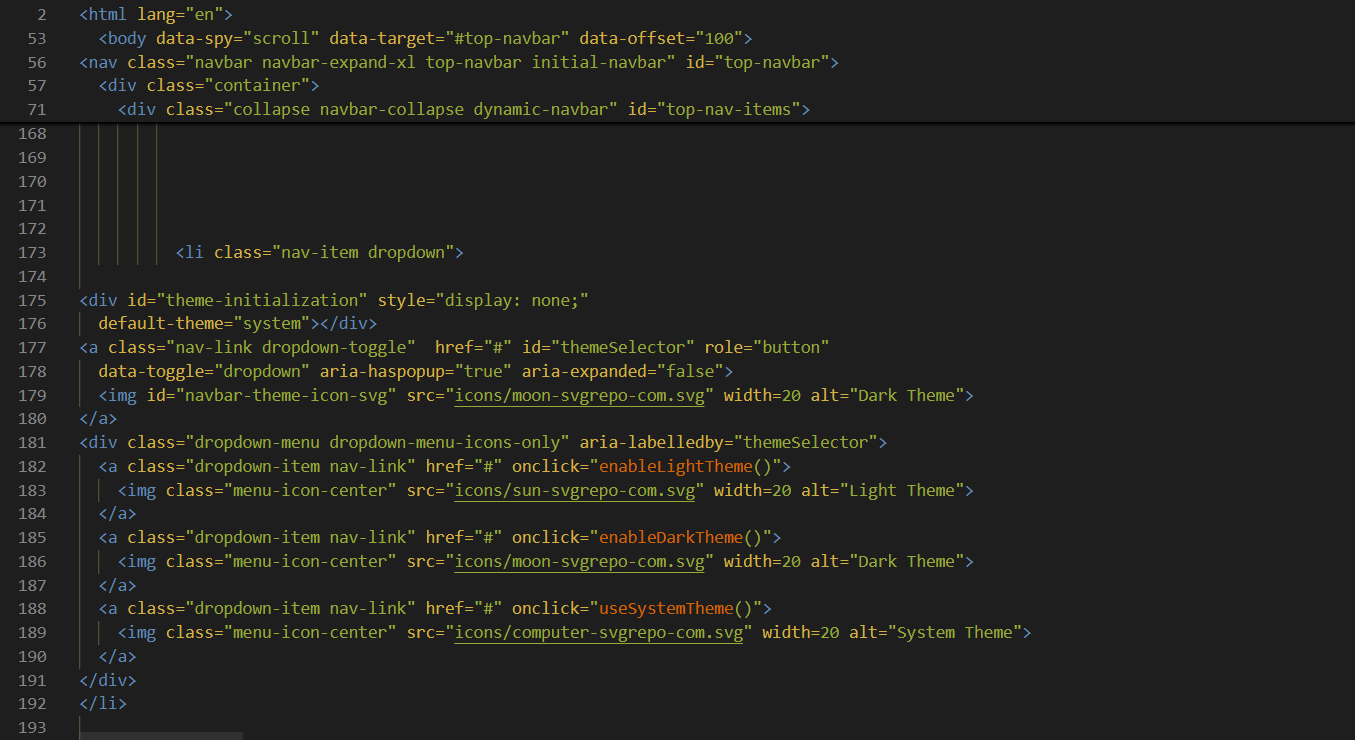 2 <html lang="en">
53 <body data-spy="scroll" data-target="#top-navbar" data-offset="100">
56 <nav class="navbar navbar-expand-xl top-navbar initial-navbar" id="top-navbar">
57 <div class="container">
71 <div class="collapse navbar-collapse dynamic-navbar" id="top-nav-items">
168
169
170
171
172
173 <li class="nav-item dropdown">
174
175 <div id="theme-initialization" style="display: none;"
176 default-theme="system"></div>
177 <a class="nav-link dropdown-toggle"  href="#" id="themeSelector" role="button"
178 data-toggle="dropdown" aria-haspopup="true" aria-expanded="false">
179 <img id="navbar-theme-icon-svg" src="icons/moon-svgrepo-com.svg" width=20 alt="Dark Theme">
180 </a>
181 <div class="dropdown-menu dropdown-menu-icons-only" aria-labelledby="themeSelector">
182 <a class="dropdown-item nav-link" href="#" onclick="enableLightTheme()">
183 <img class="menu-icon-center" src="icons/sun-svgrepo-com.svg" width=20 alt="Light Theme">
184 </a>
185 <a class="dropdown-item nav-link" href="#" onclick="enableDarkTheme()">
186 <img class="menu-icon-center" src="icons/moon-svgrepo-com.svg" width=20 alt="Dark Theme">
187 </a>
188 <a class="dropdown-item nav-link" href="#" onclick="useSystemTheme()">
189 <img class="menu-icon-center" src="icons/computer-svgrepo-com.svg" width=20 alt="System Theme">
190 </a>
191 </div>
192 </li>
193